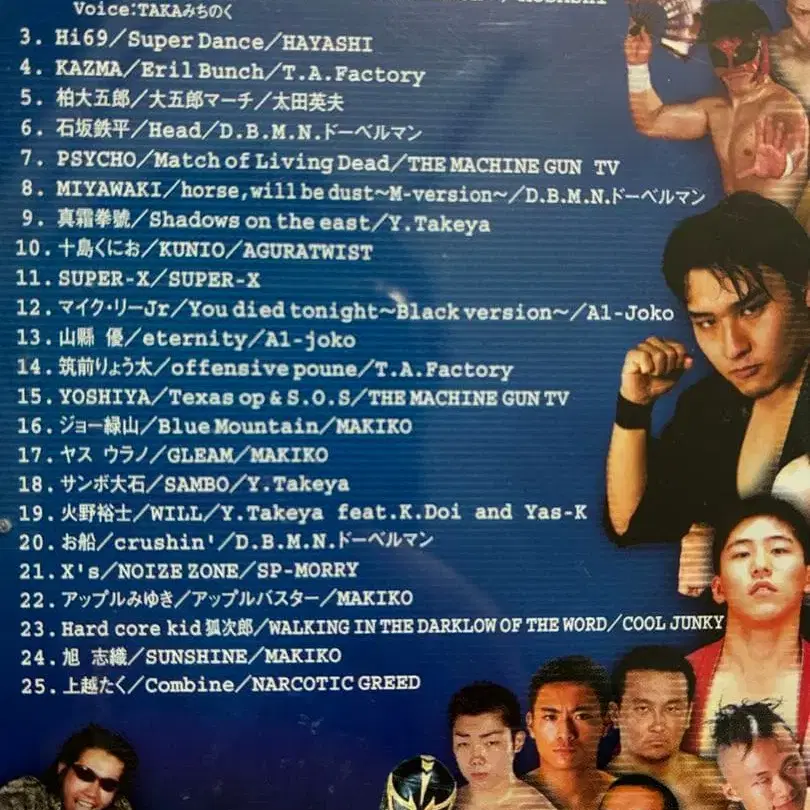 Voice:TAKAみちのく
3. Hi69/Super Dance/HAYASHI
4. KAZMA/Eril Bunch/T.A.Factory
5. 柏大五郎/大五郎マーチ/太田英夫
6. 石坂鉄平/Head/D.B.M.N.ドーベルマン
7. PSYCHO/Match of Living Dead/THE MACHINE GUN TV
8. MIYAWAKI/horse,will be dust~M-version~/D.B.M.N.ドーベルマン
9. 真霜拳號/Shadows on the east/Y.Takeya
10. 十島くにお/KUNIO/AGURATWIST
11. SUPER-X/SUPER-X
12. マイク・リーJr/You died tonight~Black version~/Al-Joko
13. 山縣 優/eternity/Al-joko
14. 筑前りょう太/offensive poune/T.A.Factory
15. YOSHIYA/Texas op & S.O.S/THE MACHINE GUN TV
16. ジョー緑山/Blue Mountain/MAKIKO
17. ヤス ウラノ/GLEAM/MAKIKO
18. サンボ大石/SAMBO/Y.Takeya
19. 火野裕士/WILL/Y.Takeya feat.K.Doi and Yas-K
20. お船/crushin'/D.B.M.N.ドーベルマン
21. X's/NOIZE ZONE/SP-MORRY
22. アップルみゆき/アップルバスター/MAKIKO
23. Hard core kid 狐次郎/WALKING IN THE DARKLOW OF THE WORD/COOL JUNKY
24. 旭 志織/SUNSHINE/MAKIKO
25. 上越たく/Combine/NARCOTIC GREED